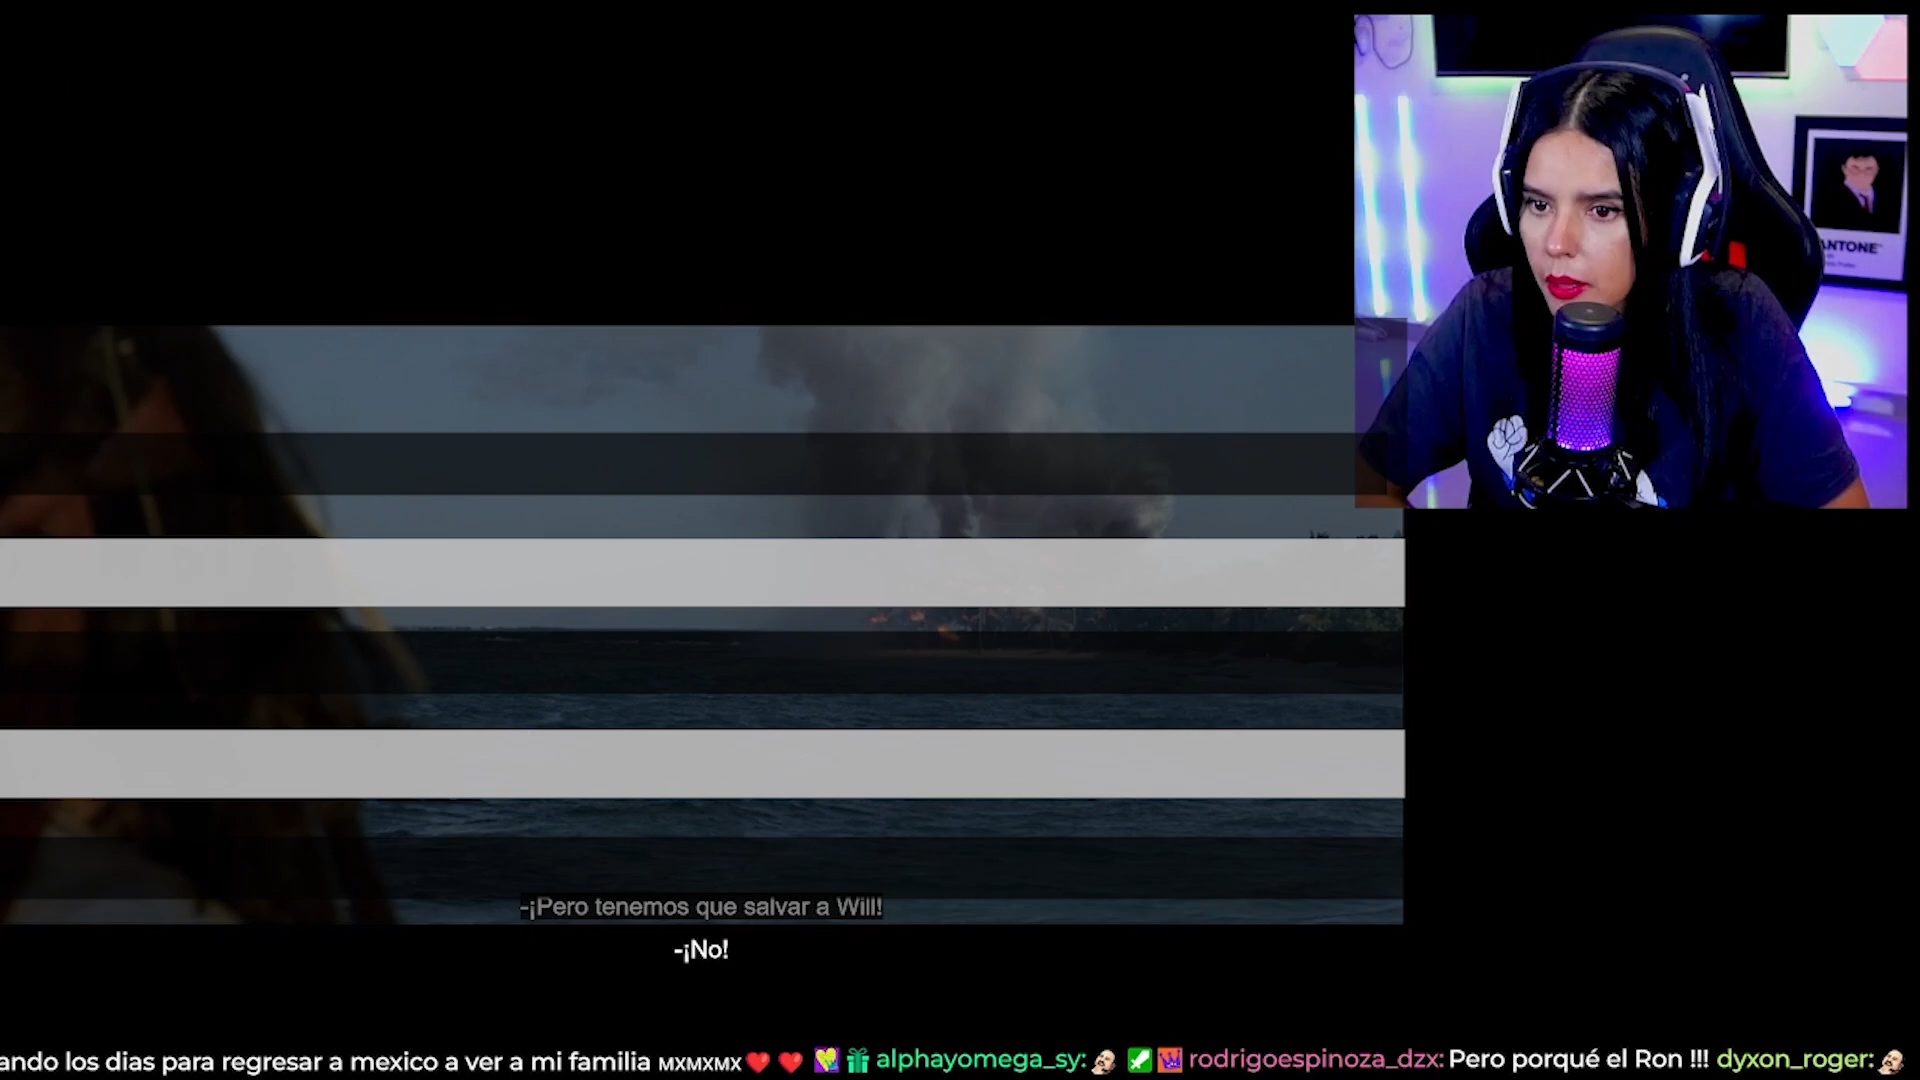 ANTONE
-¡Pero tenemos que salvar a Will!
-¡No!
ando los dias para regresar a mexico a ver a mi familia MXMXMX❤️ ❤️ alphayomega_sy: rodrigoespinoza_dzx: Pero porqué el Ron !!! dyxon_roger: